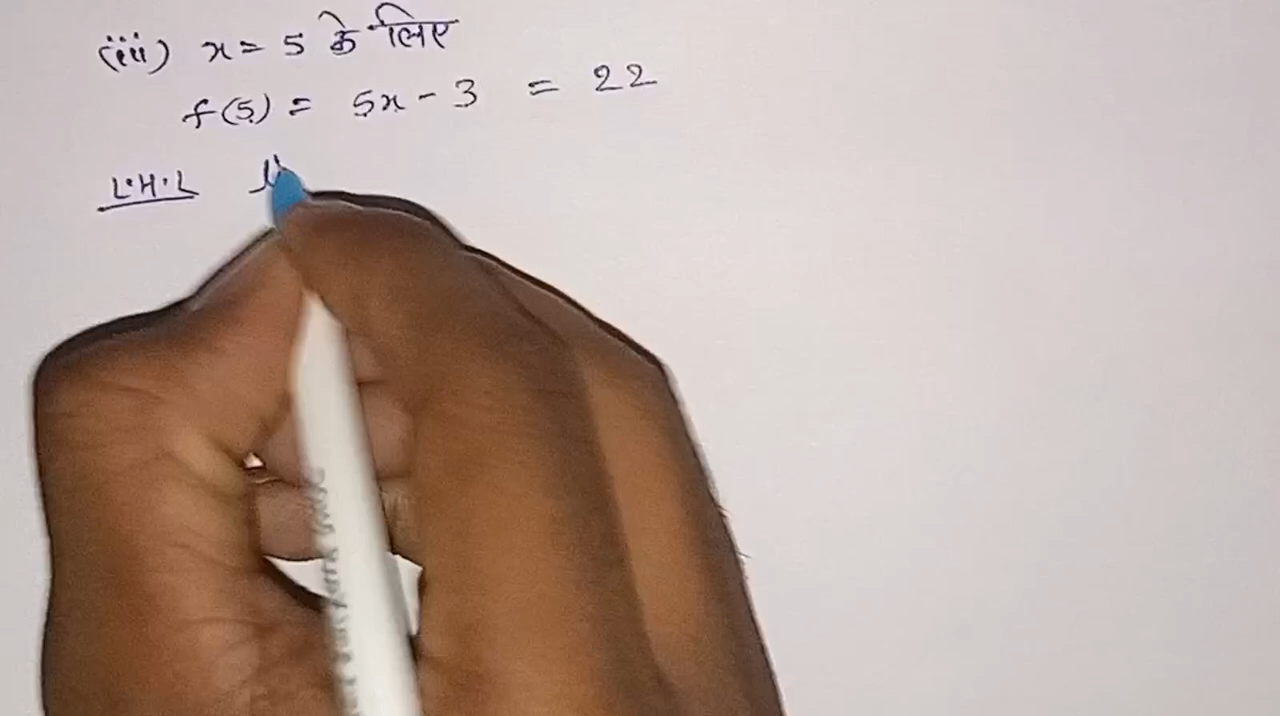 (iii) x = 5 के लिए
f(5) = 5x - 3 = 22
L.H.L